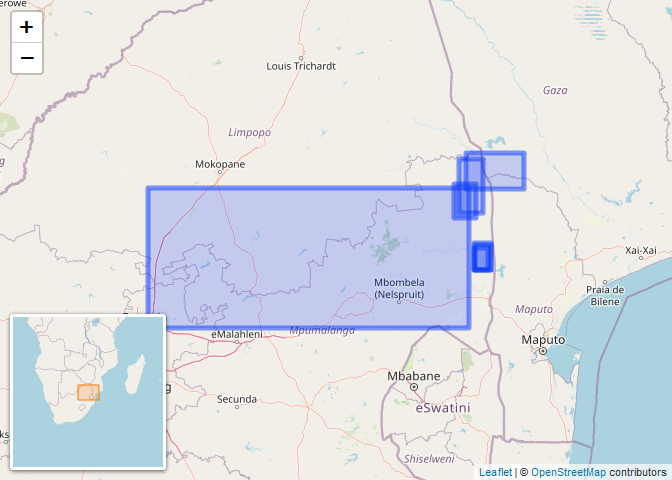 erowe
+
−
Louis Trichardt
Gaza
Limpopo
Mokopane
Xai-Xai
Mbombela
(Nelspruit)
Praia de
Bilene
Maputo
Mpumalanga
eMalahleni
Maputo
Mbabane
Secunda
eSwatini
Shiselweni
Leaflet | © OpenStreetMap contributors